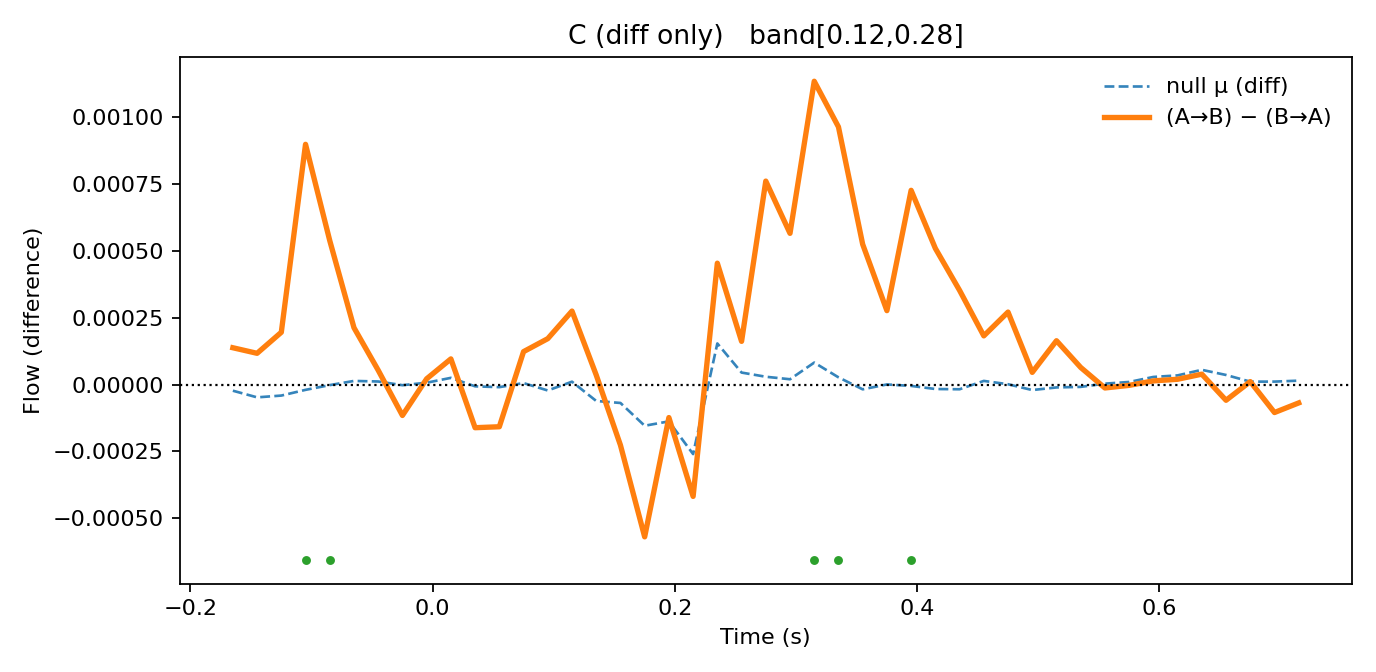 C (diff only)   band[0.12,0.28]
null μ (diff)
(A→B) − (B→A)
Flow (difference)
0.00100
0.00075
0.00050
0.00025
0.00000
−0.00025
−0.00050
−0.2
0.0
0.2
0.4
0.6
Time (s)